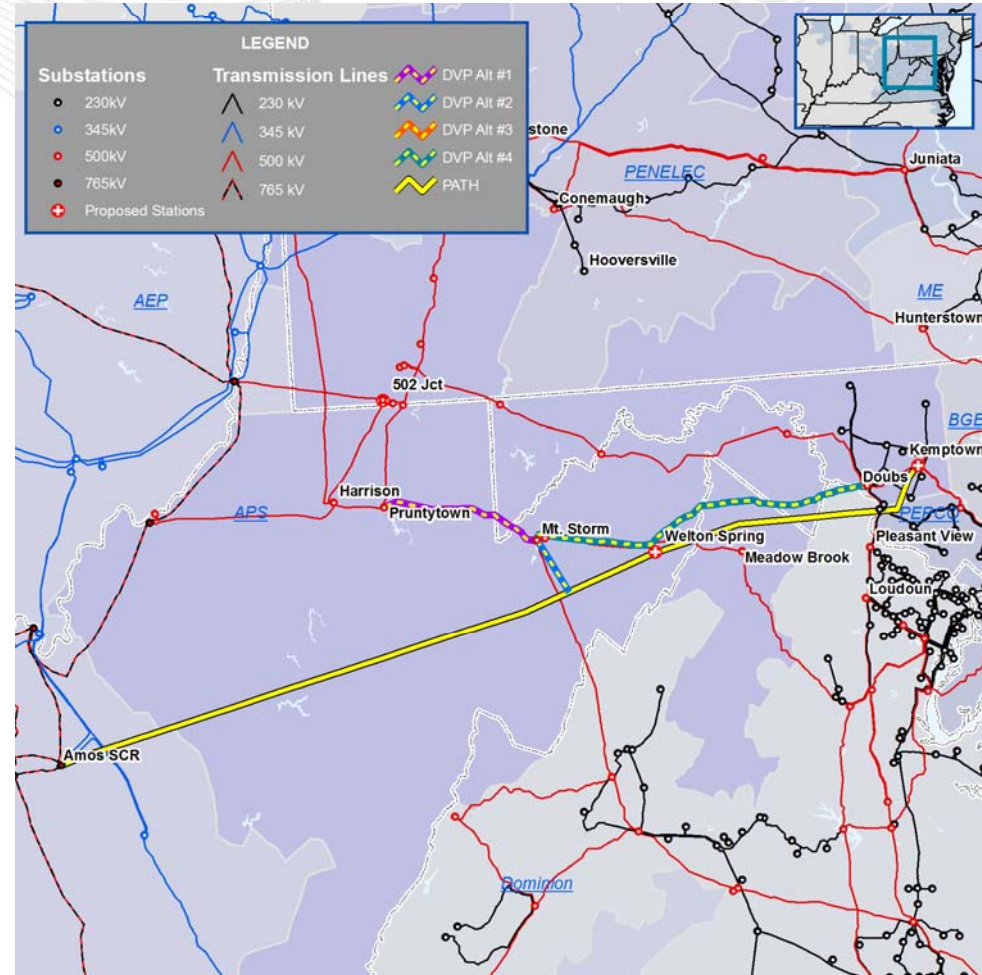 LEGEND
Substations
230kV
345kV
500kV
765kV
Proposed Stations
Transmission Lines
230 kV
345 kV
500 kV
765 kV
DVP Alt #1
DVP Alt #2
DVP Alt #3
DVP Alt #4
PATH
stone
Juniata
PENELEC
Conemaugh
Hooversville
AEP
ME
Hunterstown
502 Jct
BGE
Kemptown
Doubs
Harrison
APS
Pruntytown
PEPCO
Mt. Storm
Welton Spring
Pleasant View
Meadow Brook
Loudoun
Amos SCR
Dominion